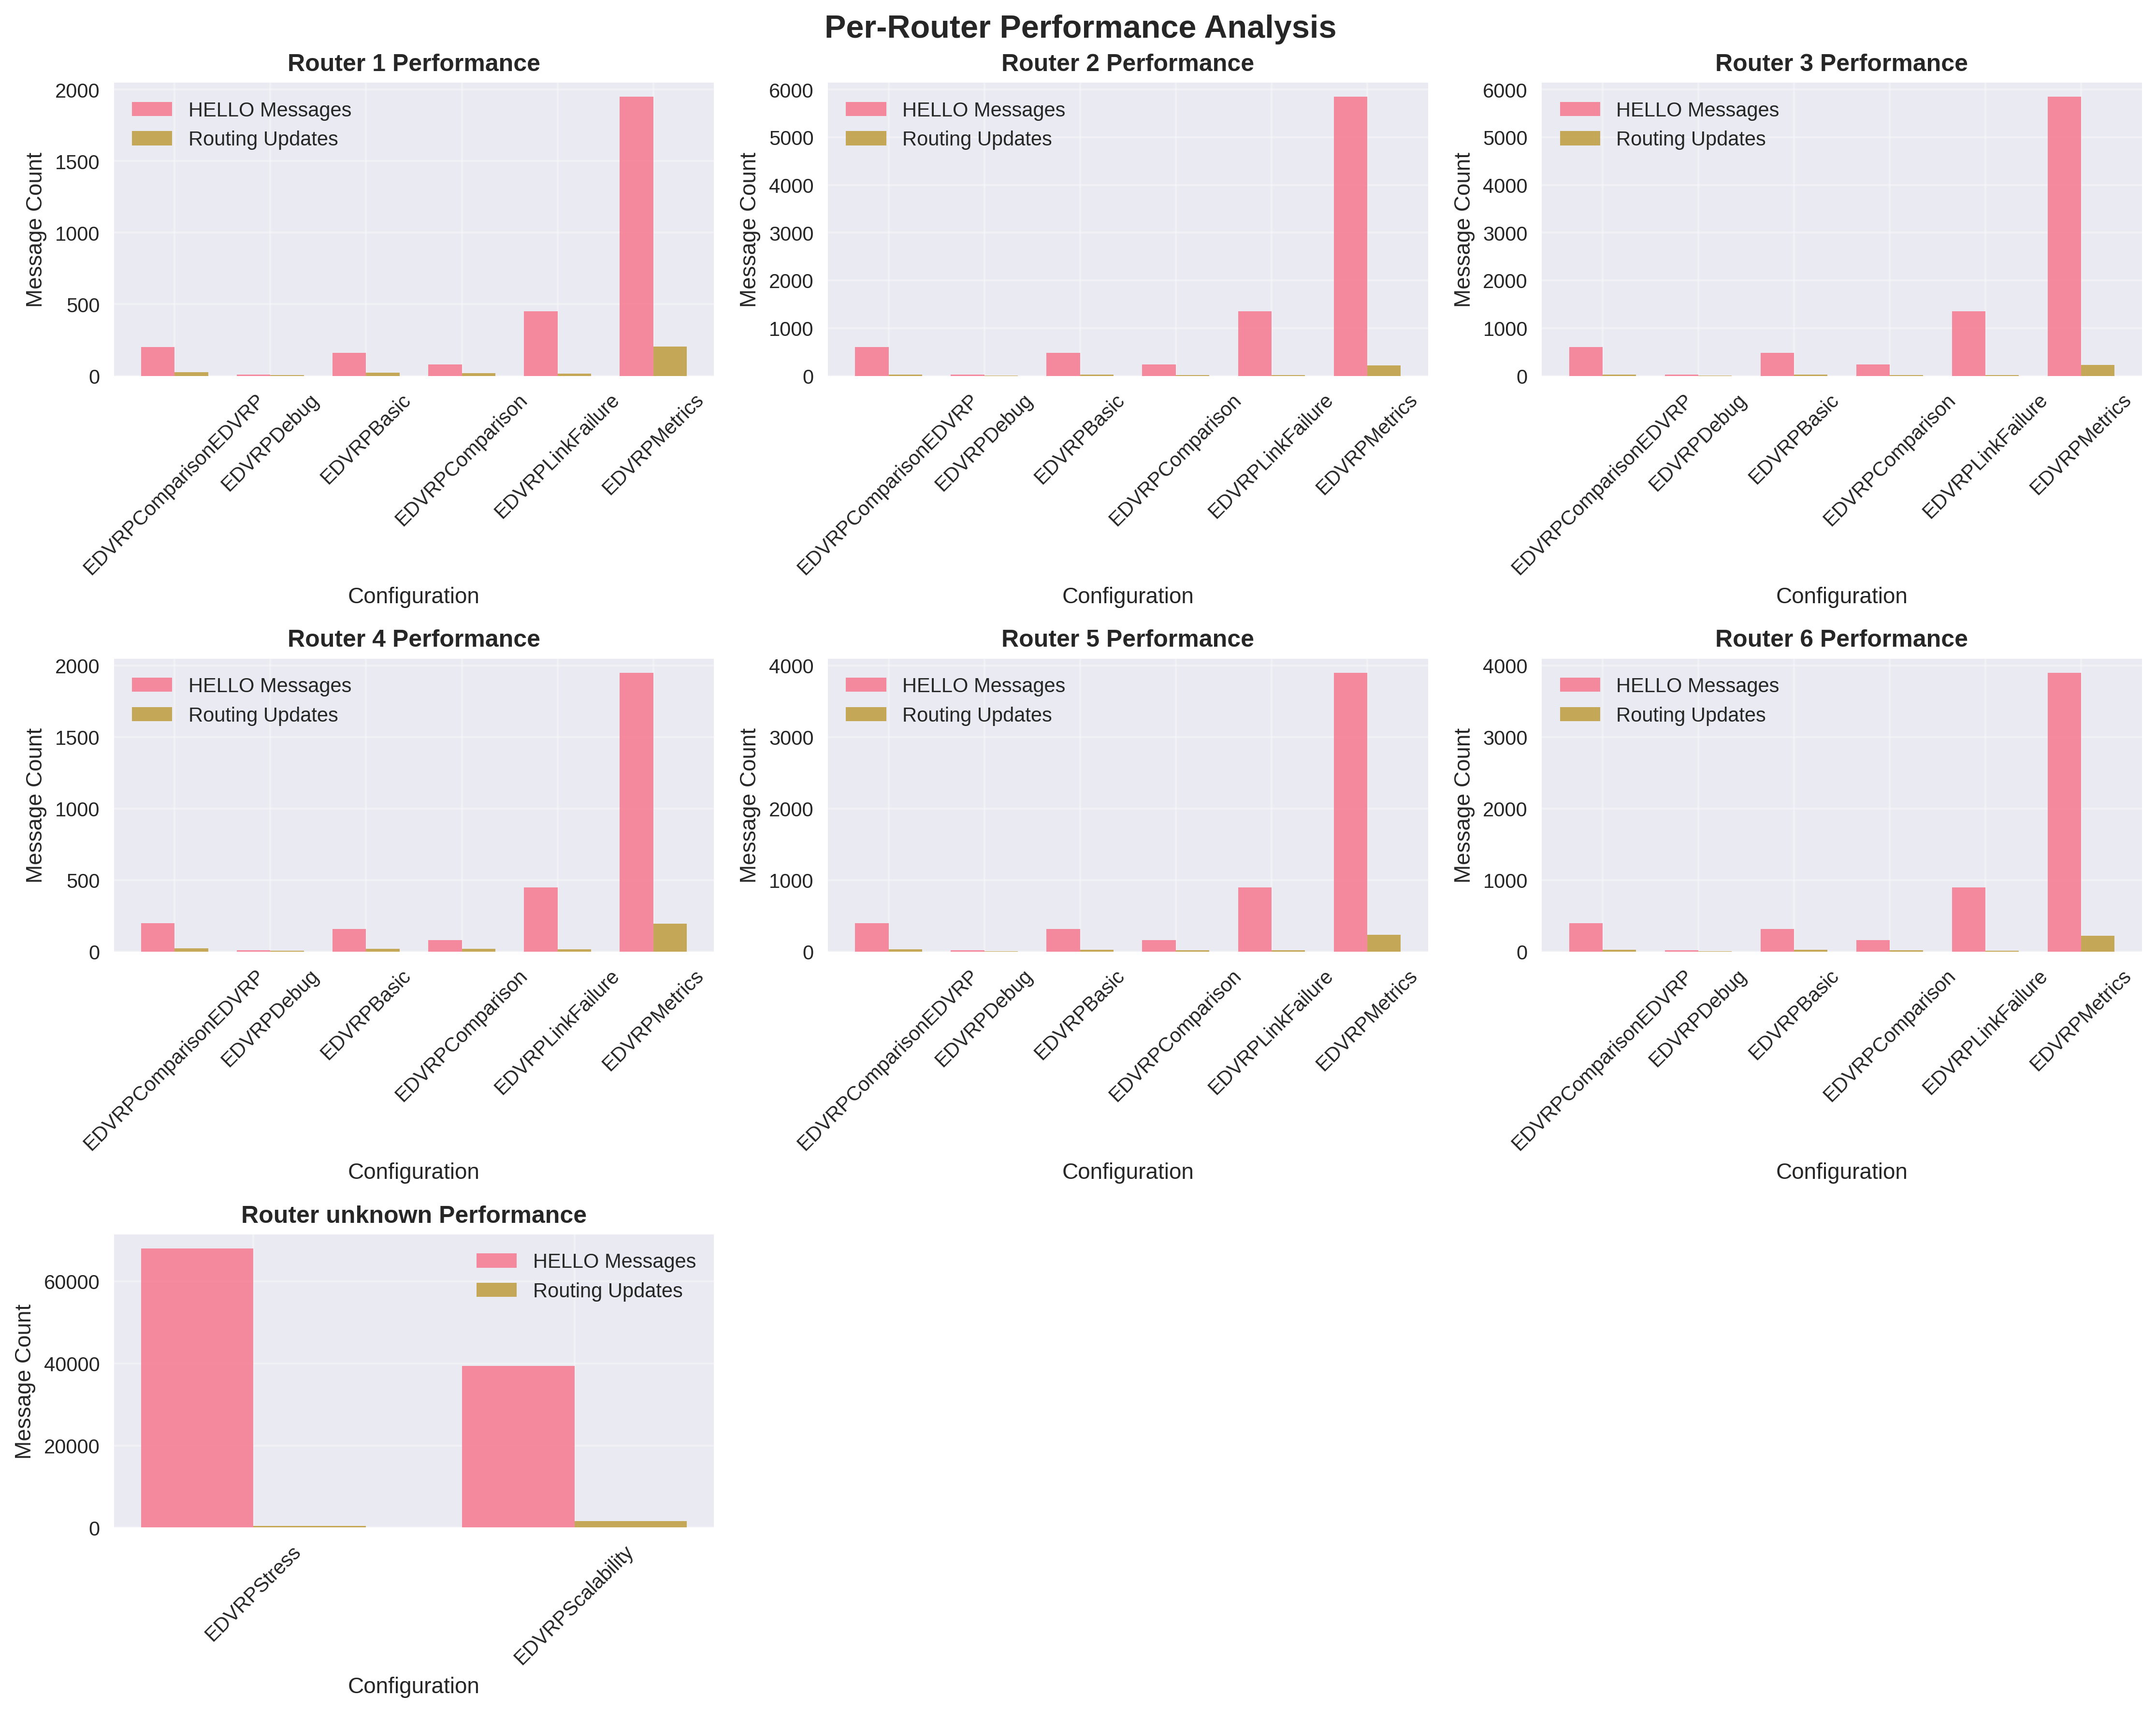 Per-Router Performance Analysis
Router 1 Performance
2000
1500
1000
500
0
Message Count
HELLO Messages
Routing Updates
EDVRPComparisonEDVRP
EDVRPDebug
EDVRPBasic
EDVRPComparison
EDVRPLinkFailure
EDVRPMetrics
Configuration
Router 2 Performance
6000
5000
4000
3000
2000
1000
0
Message Count
HELLO Messages
Routing Updates
EDVRPComparisonEDVRP
EDVRPDebug
EDVRPBasic
EDVRPComparison
EDVRPLinkFailure
EDVRPMetrics
Configuration
Router 3 Performance
6000
5000
4000
3000
2000
1000
0
Message Count
HELLO Messages
Routing Updates
EDVRPComparisonEDVRP
EDVRPDebug
EDVRPBasic
EDVRPComparison
EDVRPLinkFailure
EDVRPMetrics
Configuration
Router 4 Performance
2000
1500
1000
500
0
Message Count
HELLO Messages
Routing Updates
EDVRPComparisonEDVRP
EDVRPDebug
EDVRPBasic
EDVRPComparison
EDVRPLinkFailure
EDVRPMetrics
Configuration
Router 5 Performance
4000
3000
2000
1000
0
Message Count
HELLO Messages
Routing Updates
EDVRPComparisonEDVRP
EDVRPDebug
EDVRPBasic
EDVRPComparison
EDVRPLinkFailure
EDVRPMetrics
Configuration
Router 6 Performance
4000
3000
2000
1000
0
Message Count
HELLO Messages
Routing Updates
EDVRPComparisonEDVRP
EDVRPDebug
EDVRPBasic
EDVRPComparison
EDVRPLinkFailure
EDVRPMetrics
Configuration
Router unknown Performance
60000
40000
20000
0
Message Count
HELLO Messages
Routing Updates
EDVRPStress
EDVRPScalability
Configuration